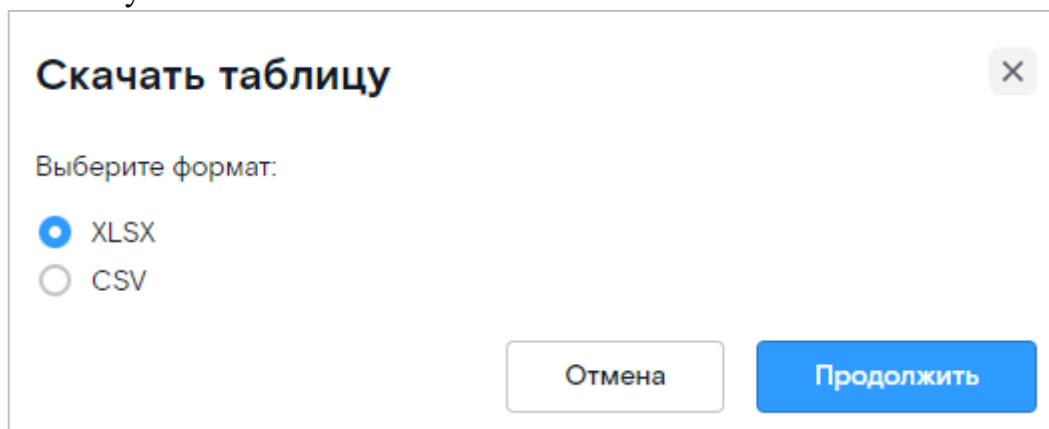 Скачать таблицу
Выберите формат:
XLSX
CSV
Отмена
Продолжить